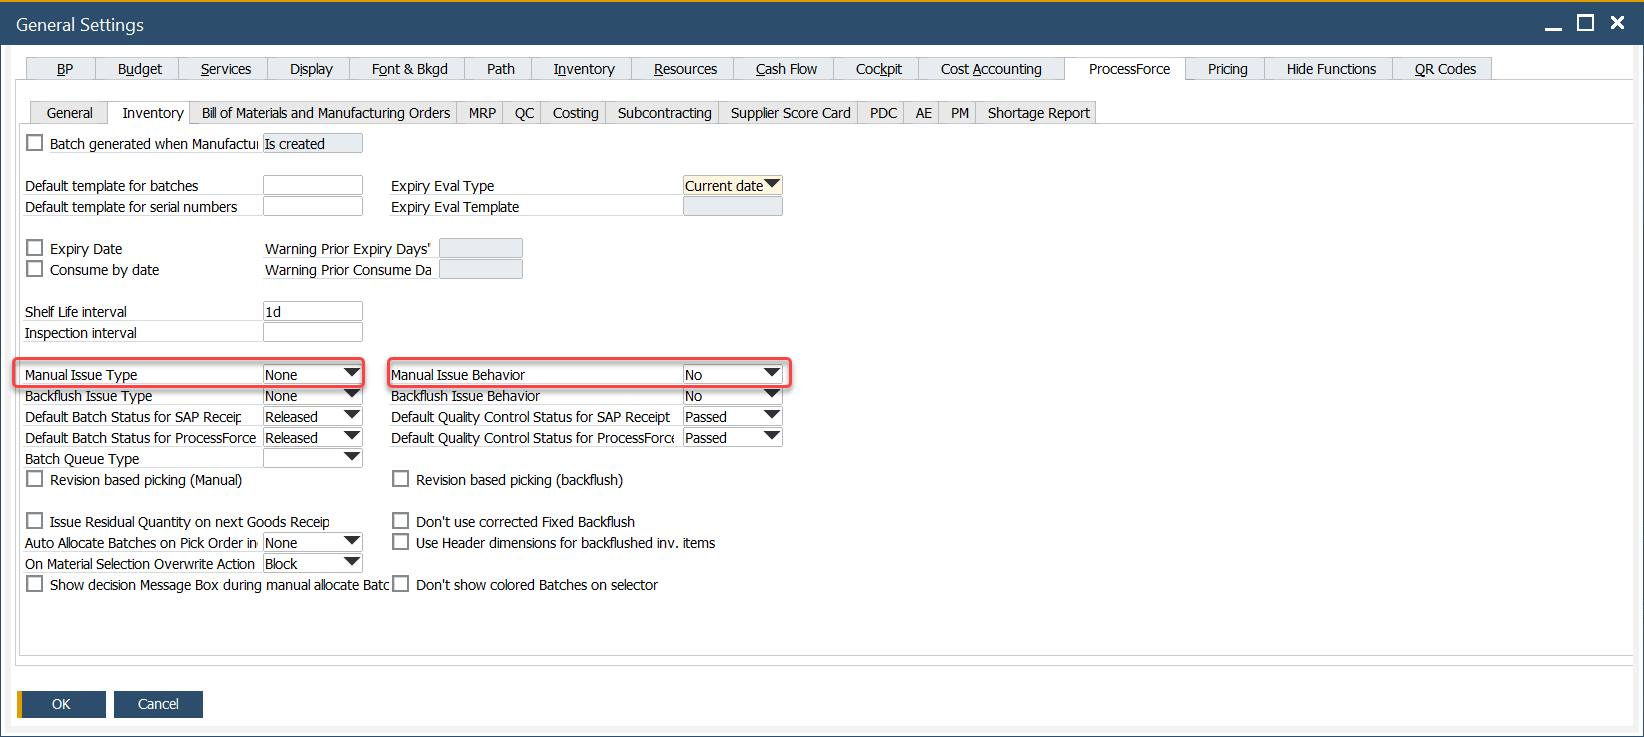 General Settings
BP Budget Services Display Font & Bkgd Path Inventory Resources Cash Flow Cockpit Cost Accounting ProcessForce Pricing Hide Functions QR Codes
General Inventory Bill of Materials and Manufacturing Orders MRP QC Costing Subcontracting Supplier Score Card PDC AE PM Shortage Report
Batch generated when Manufactur Is created
Default template for batches Expiry Eval Type Current date
Default template for serial numbers Expiry Eval Template
Expiry Date Warning Prior Expiry Days'
Consume by date Warning Prior Consume Da
Shelf Life interval 1d
Inspection interval
Manual Issue Type None Manual Issue Behavior No
Backflush Issue Type None Backflush Issue Behavior No
Default Batch Status for SAP Receip Released Default Quality Control Status for SAP Receipt Passed
Default Batch Status for ProcessForce Released Default Quality Control Status for ProcessForce Passed
Batch Queue Type
Revision based picking (Manual) Revision based picking (backflush)
Issue Residual Quantity on next Goods Receip Don't use corrected Fixed Backflush
Auto Allocate Batches on Pick Order in None Use Header dimensions for backflushed inv. items
On Material Selection Overwrite Action Block
Show decision Message Box during manual allocate Batc Don't show colored Batches on selector
OK Cancel